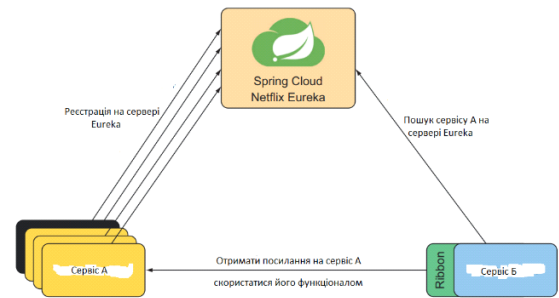 Spring Cloud
Netflix Eureka
Реєстрація на сервері
Eureka
Пошук сервісу А на
сервері Eureka
Сервіс А
Отримати посилання на сервіс А
скористатися його функціоналом
Ribbon
Сервіс Б